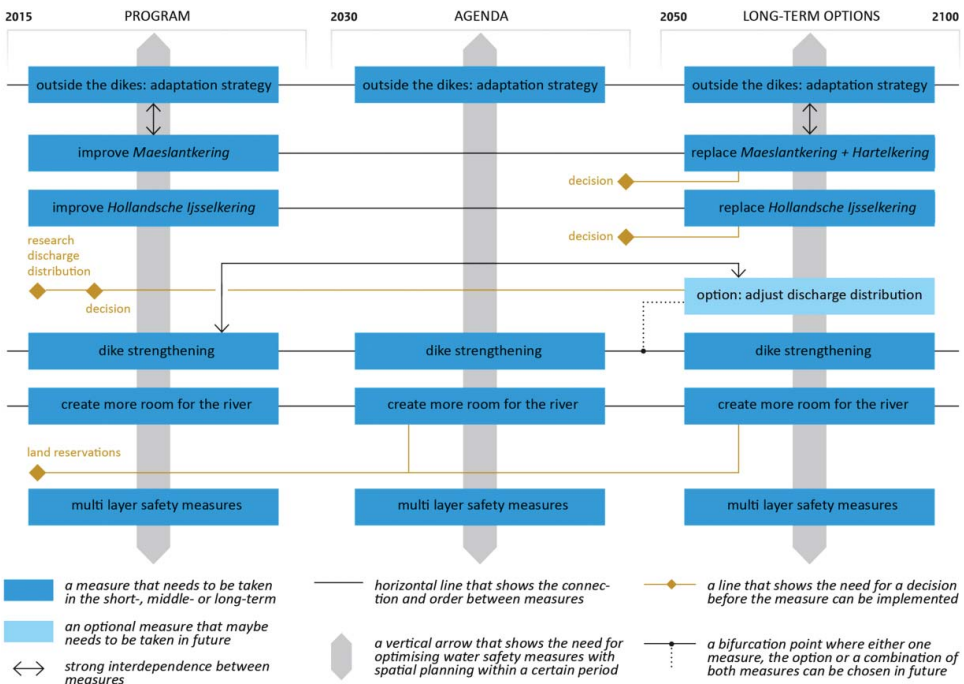 2015 PROGRAM 2030 AGENDA 2050 LONG-TERM OPTIONS 2100
outside the dikes: adaptation strategy
outside the dikes: adaptation strategy
outside the dikes: adaptation strategy
improve Maeslantkering
replace Maeslantkering + Hartelkering
decision
improve Hollandsche Ijsselkering
replace Hollandsche Ijsselkering
decision
research
discharge
distribution
decision
option: adjust discharge distribution
dike strengthening
dike strengthening
dike strengthening
create more room for the river
create more room for the river
create more room for the river
land reservations
multi layer safety measures
multi layer safety measures
multi layer safety measures
a measure that needs to be taken
in the short-, middle- or long-term
an optional measure that maybe
needs to be taken in future
strong interdependence between
measures
horizontal line that shows the connec-
tion and order between measures
a vertical arrow that shows the need for
optimising water safety measures with
spatial planning within a certain period
a line that shows the need for a decision
before the measure can be implemented
a bifurcation point where either one
measure, the option or a combination of
both measures can be chosen in future